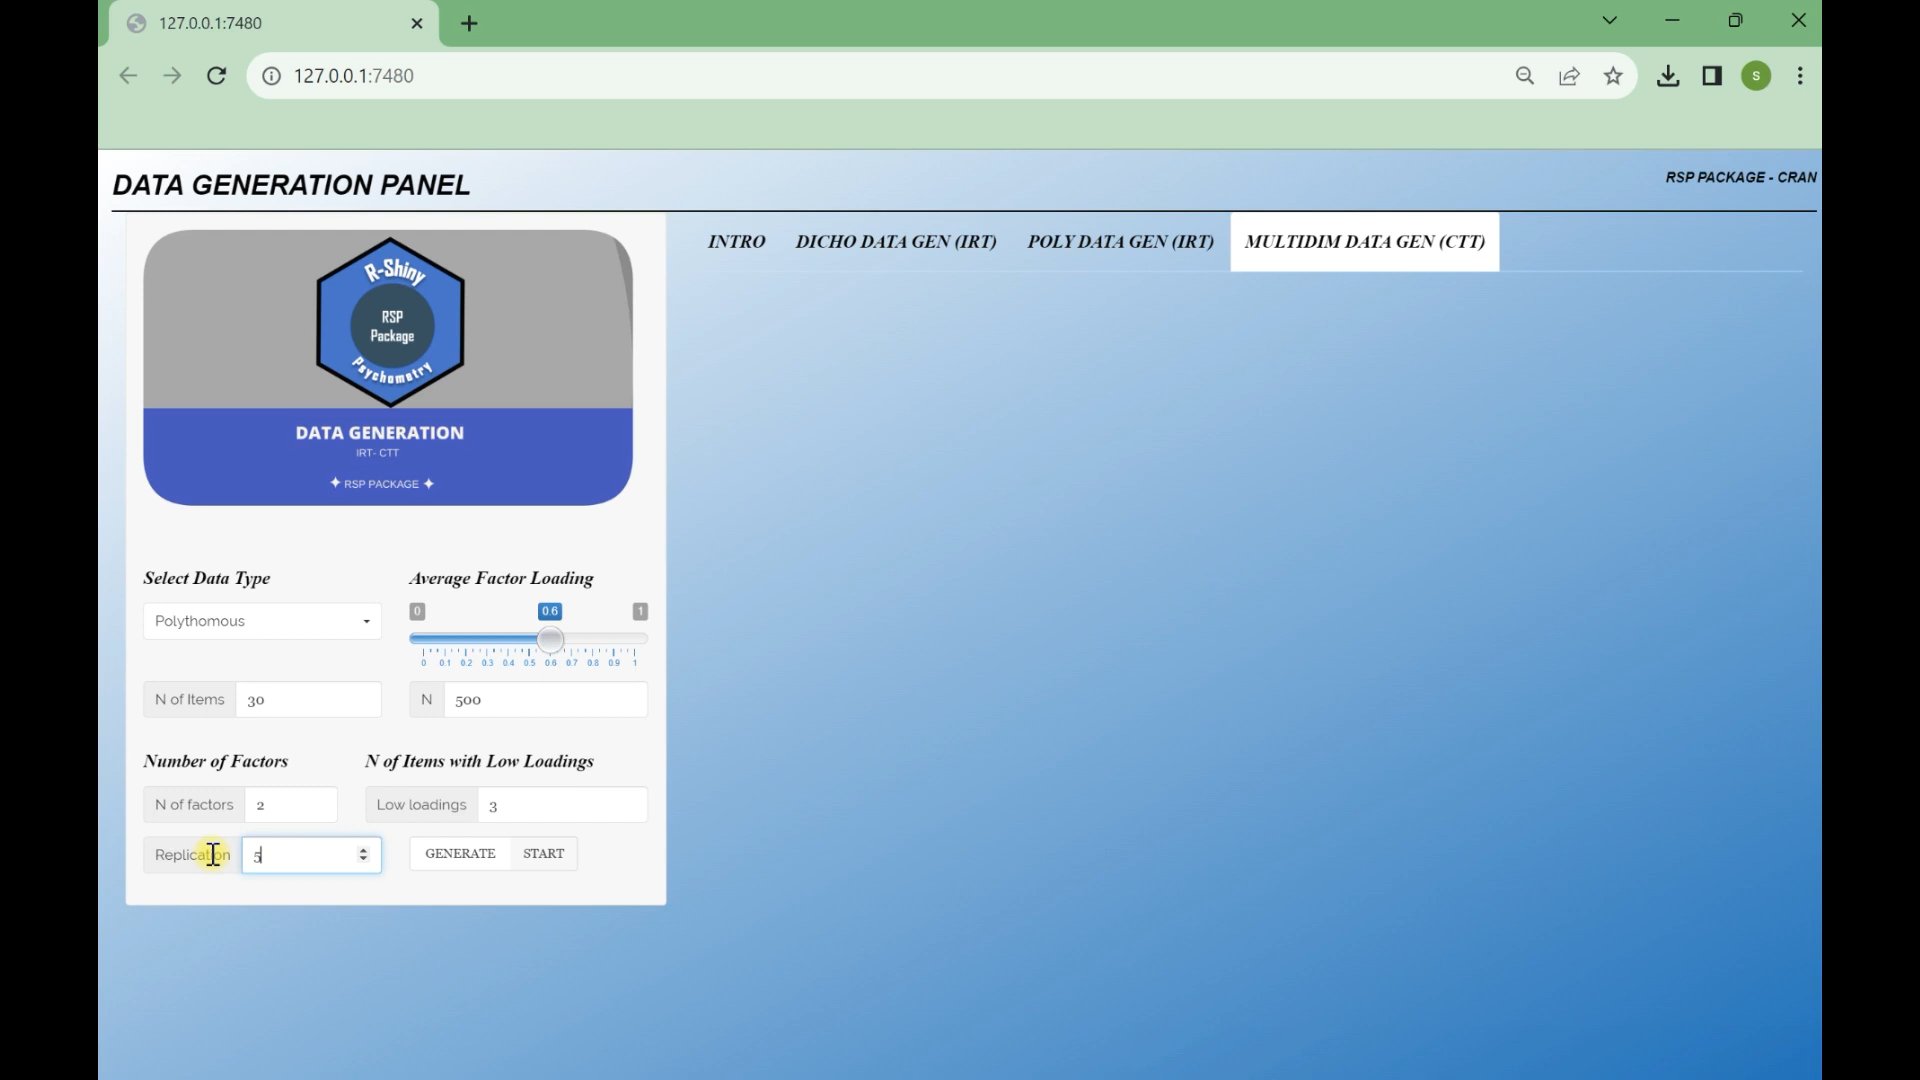 127.0.0.1:7480
127.0.0.1:7480
S
DATA GENERATION PANEL
RSP PACKAGE - CRAN
INTRO
DICHO DATA GEN (IRT)
POLY DATA GEN (IRT)
MULTIDIM DATA GEN (CTT)
R-Shiny
RSP
Package
Psychometry
DATA GENERATION
IRT- CTT
RSP PACKAGE
Select Data Type
Average Factor Loading
0 0.6 1
Polythomous
0 0.1 0.2 0.3 0.4 0.5 0.6 0.7 0.8 0.9 1
N of Items 30
N 500
Number of Factors
N of Items with Low Loadings
N of factors 2
Low loadings 3
Replication 5
GENERATE START